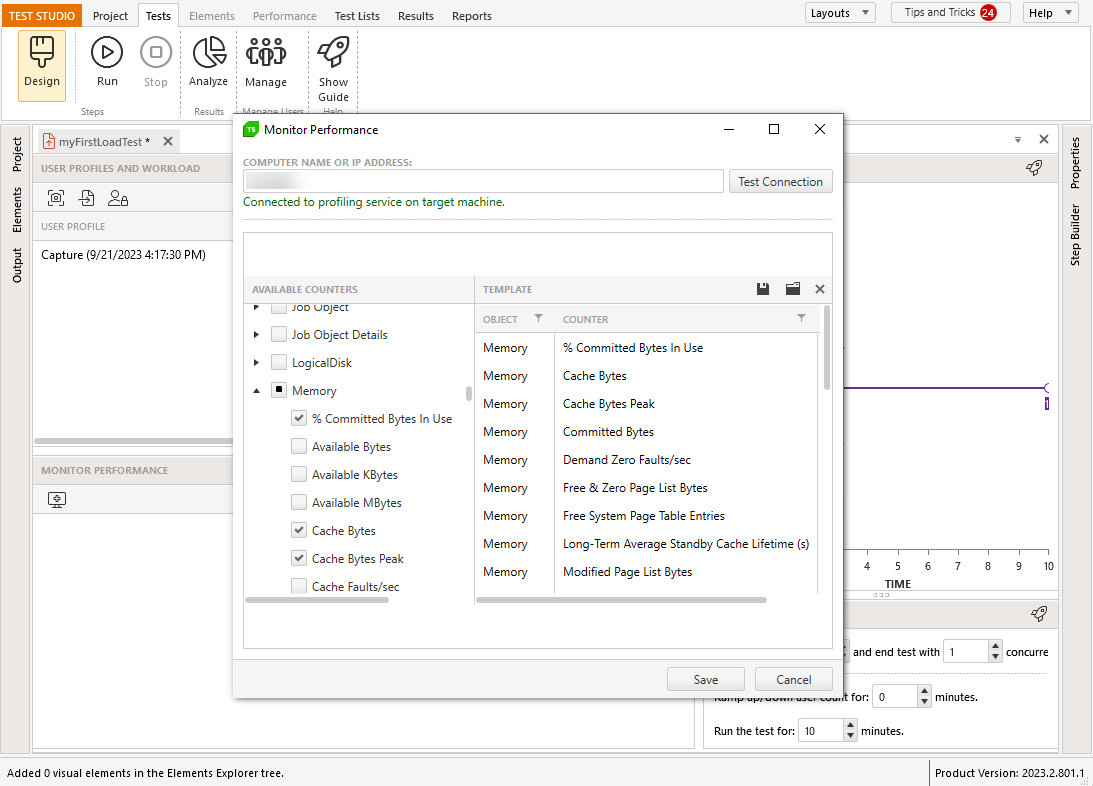 TEST STUDIO Project Tests Elements Performance Test Lists Results Reports Layouts Tips and Tricks 24 Help
Design Run Stop Analyze Manage Show Guide
Steps Results Manage Users Help
Project
Elements
Output
myFirstLoadTest *
USER PROFILES AND WORKLOAD
USER PROFILE
Capture (9/21/2023 4:17:30 PM)
MONITOR PERFORMANCE
TS Monitor Performance
COMPUTER NAME OR IP ADDRESS:
Test Connection
Connected to profiling service on target machine.
AVAILABLE COUNTERS
Job Object
Job Object Details
LogicalDisk
Memory
% Committed Bytes In Use
Available Bytes
Available KBytes
Available MBytes
Cache Bytes
Cache Bytes Peak
Cache Faults/sec
TEMPLATE
OBJECT COUNTER
Memory % Committed Bytes In Use
Memory Cache Bytes
Memory Cache Bytes Peak
Memory Committed Bytes
Memory Demand Zero Faults/sec
Memory Free & Zero Page List Bytes
Memory Free System Page Table Entries
Memory Long-Term Average Standby Cache Lifetime (s)
Memory Modified Page List Bytes
Save Cancel
1
4 5 6 7 8 9 10
TIME
and end test with 1 concurre
Ramp up/down user count for: 0 minutes.
Run the test for: 10 minutes.
Properties
Step Builder
Added 0 visual elements in the Elements Explorer tree.
Product Version: 2023.2.801.1